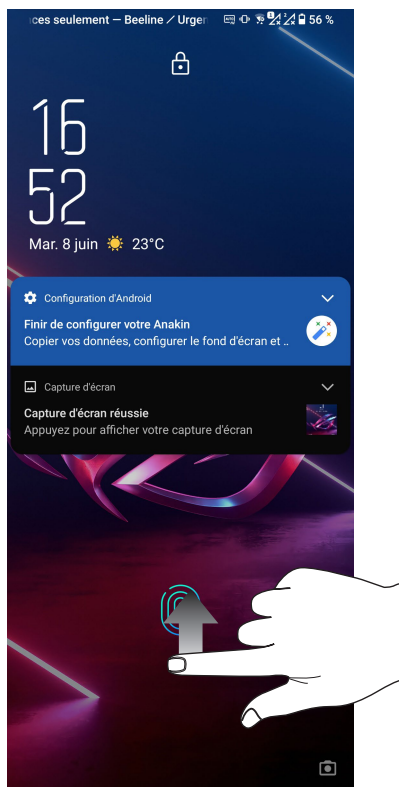 ces seulement — Beeline / Urgen 56 %
16
52
Mar. 8 juin 23°C
Configuration d'Android
Finir de configurer votre Anakin
Copier vos données, configurer le fond d'écran et ..
Capture d'écran
Capture d'écran réussie
Appuyez pour afficher votre capture d'écran